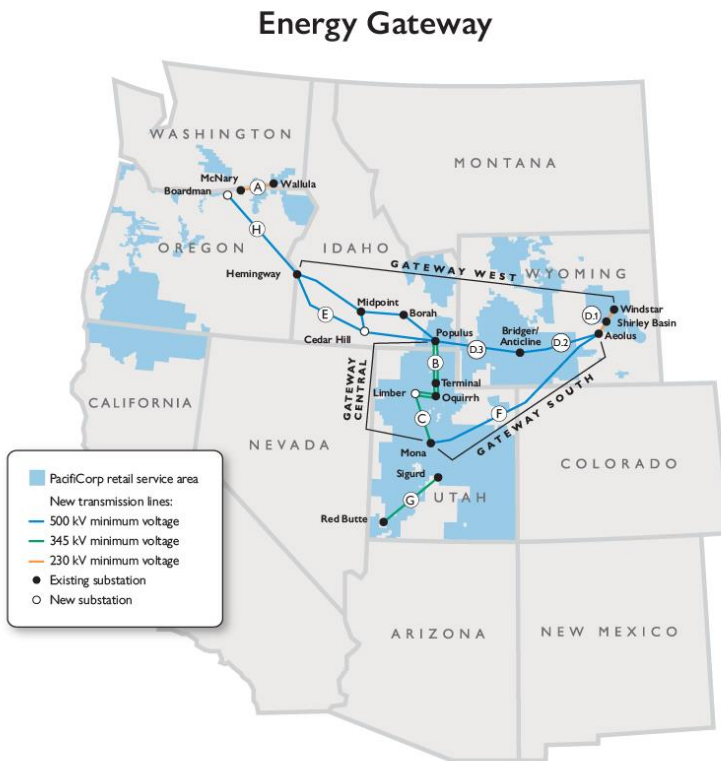 Energy Gateway
WASHINGTON
MONTANA
McNary
A
Wallula
Boardman
H
OREGON
IDAHO
GATEWAY WEST
WYOMING
Hemingway
Midpoint
Borah
E
Cedar Hill
Populus
Bridger/
Anticline
D.1
Windstar
Shirley Basin
Aeolus
D.3
D.2
B
GATEWAY
CENTRAL
Terminal
Limber
Oquirrh
C
F
GATEWAY SOUTH
CALIFORNIA
NEVADA
Mona
COLORADO
Sigurd
UTAH
G
Red Butte
PacifiCorp retail service area
New transmission lines:
500 kV minimum voltage
345 kV minimum voltage
230 kV minimum voltage
Existing substation
New substation
ARIZONA
NEW MEXICO